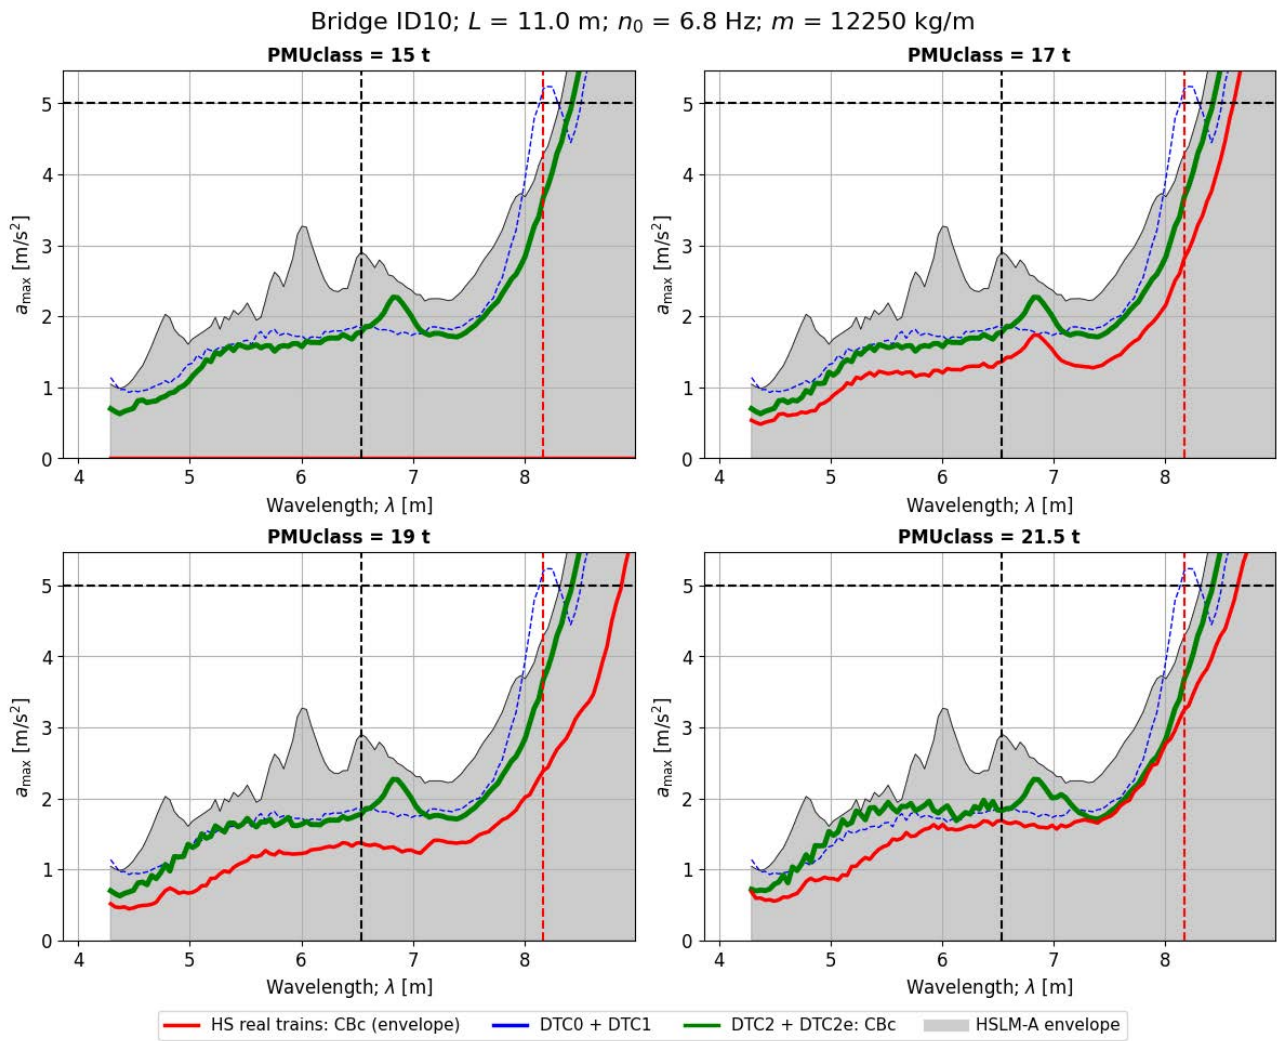 Bridge ID10; L = 11.0 m; n₀ = 6.8 Hz; m = 12250 kg/m
PMUclass = 15 t
5
4
3
2
1
0
a_max [m/s²]
4 5 6 7 8
Wavelength; λ [m]
PMUclass = 17 t
5
4
3
2
1
0
a_max [m/s²]
4 5 6 7 8
Wavelength; λ [m]
PMUclass = 19 t
5
4
3
2
1
0
a_max [m/s²]
4 5 6 7 8
Wavelength; λ [m]
PMUclass = 21.5 t
5
4
3
2
1
0
a_max [m/s²]
4 5 6 7 8
Wavelength; λ [m]
HS real trains: CBc (envelope) DTC0 + DTC1 DTC2 + DTC2e: CBc HSLM-A envelope